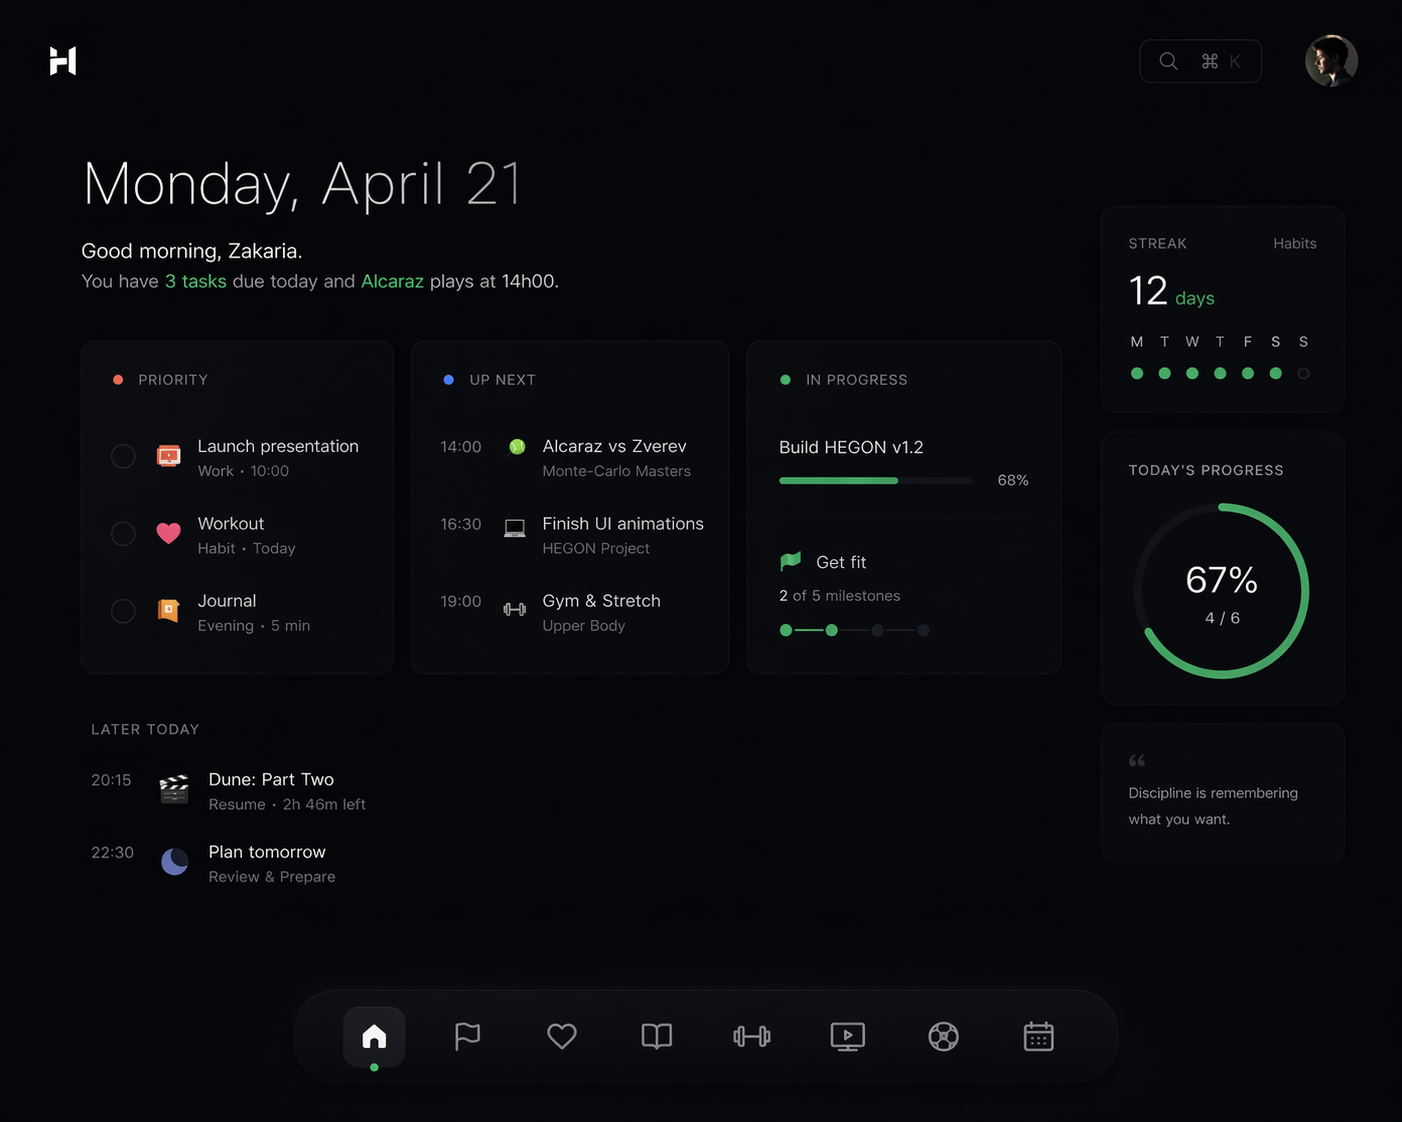 H
⌘ K
Monday, April 21
Good morning, Zakaria.
You have 3 tasks due today and Alcaraz plays at 14h00.
PRIORITY
Launch presentation
Work • 10:00
Workout
Habit • Today
Journal
Evening • 5 min
UP NEXT
14:00 Alcaraz vs Zverev
Monte-Carlo Masters
16:30 Finish UI animations
HEGON Project
19:00 Gym & Stretch
Upper Body
IN PROGRESS
Build HEGON v1.2
68%
Get fit
2 of 5 milestones
STREAK Habits
12 days
M T W T F S S
TODAY'S PROGRESS
67%
4 / 6
“
Discipline is remembering
what you want.
LATER TODAY
20:15 Dune: Part Two
Resume • 2h 46m left
22:30 Plan tomorrow
Review & Prepare